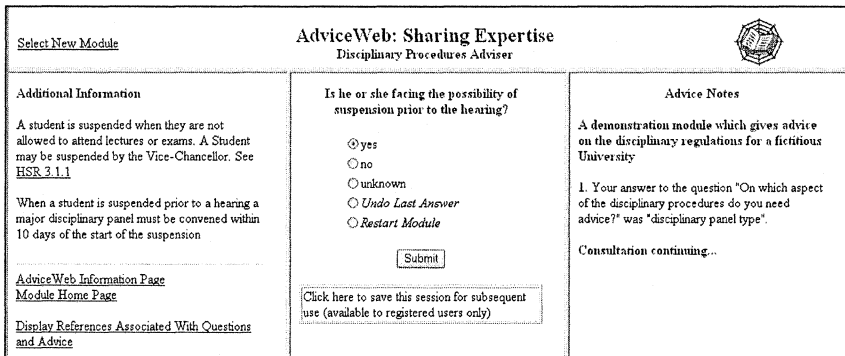 Select New Module
AdviceWeb: Sharing Expertise
Disciplinary Procedures Adviser
Additional Information
A student is suspended when they are not
allowed to attend lectures or exams. A Student
may be suspended by the Vice-Chancellor. See
HSR 3.1.1
When a student is suspended prior to a hearing a
major disciplinary panel must be convened within
10 days of the start of the suspension
AdviceWeb Information Page
Module Home Page
Display References Associated With Questions
and Advice
Is he or she facing the possibility of
suspension prior to the hearing?
yes
no
unknown
Undo Last Answer
Restart Module
Submit
Click here to save this session for subsequent
use (available to registered users only)
Advice Notes
A demonstration module which gives advice
on the disciplinary regulations for a fictitious
University
1. Your answer to the question "On which aspect
of the disciplinary procedures do you need
advice?" was "disciplinary panel type".
Consultation continuing...